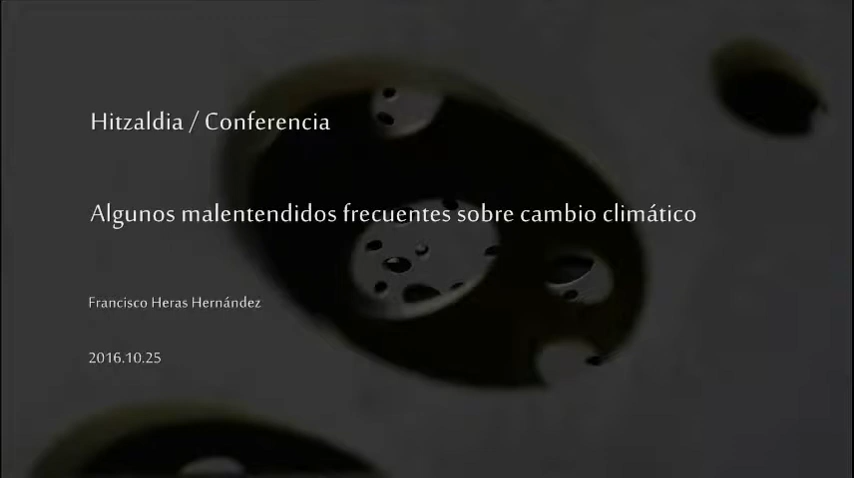 Hitzaldia / Conferencia
Algunos malentendidos frecuentes sobre cambio climático
Francisco Heras Hernández
2016.10.25